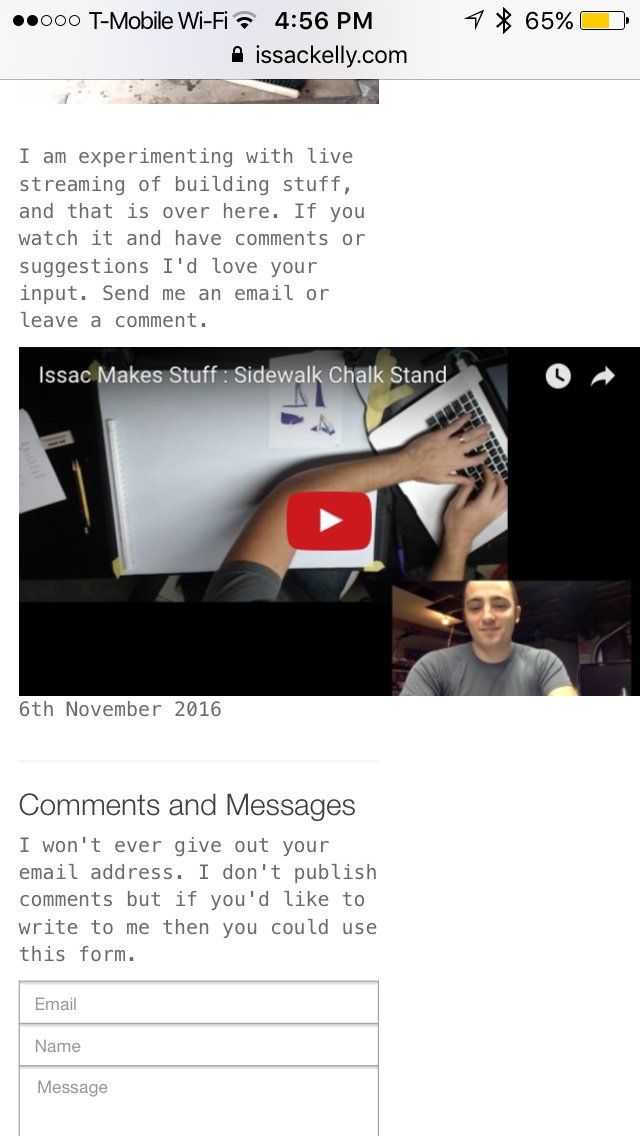 T-Mobile Wi-Fi 4:56 PM 65%
issackelly.com
I am experimenting with live
streaming of building stuff,
and that is over here. If you
watch it and have comments or
suggestions I'd love your
input. Send me an email or
leave a comment.
Issac Makes Stuff : Sidewalk Chalk Stand
6th November 2016
Comments and Messages
I won't ever give out your
email address. I don't publish
comments but if you'd like to
write to me then you could use
this form.
Email
Name
Message